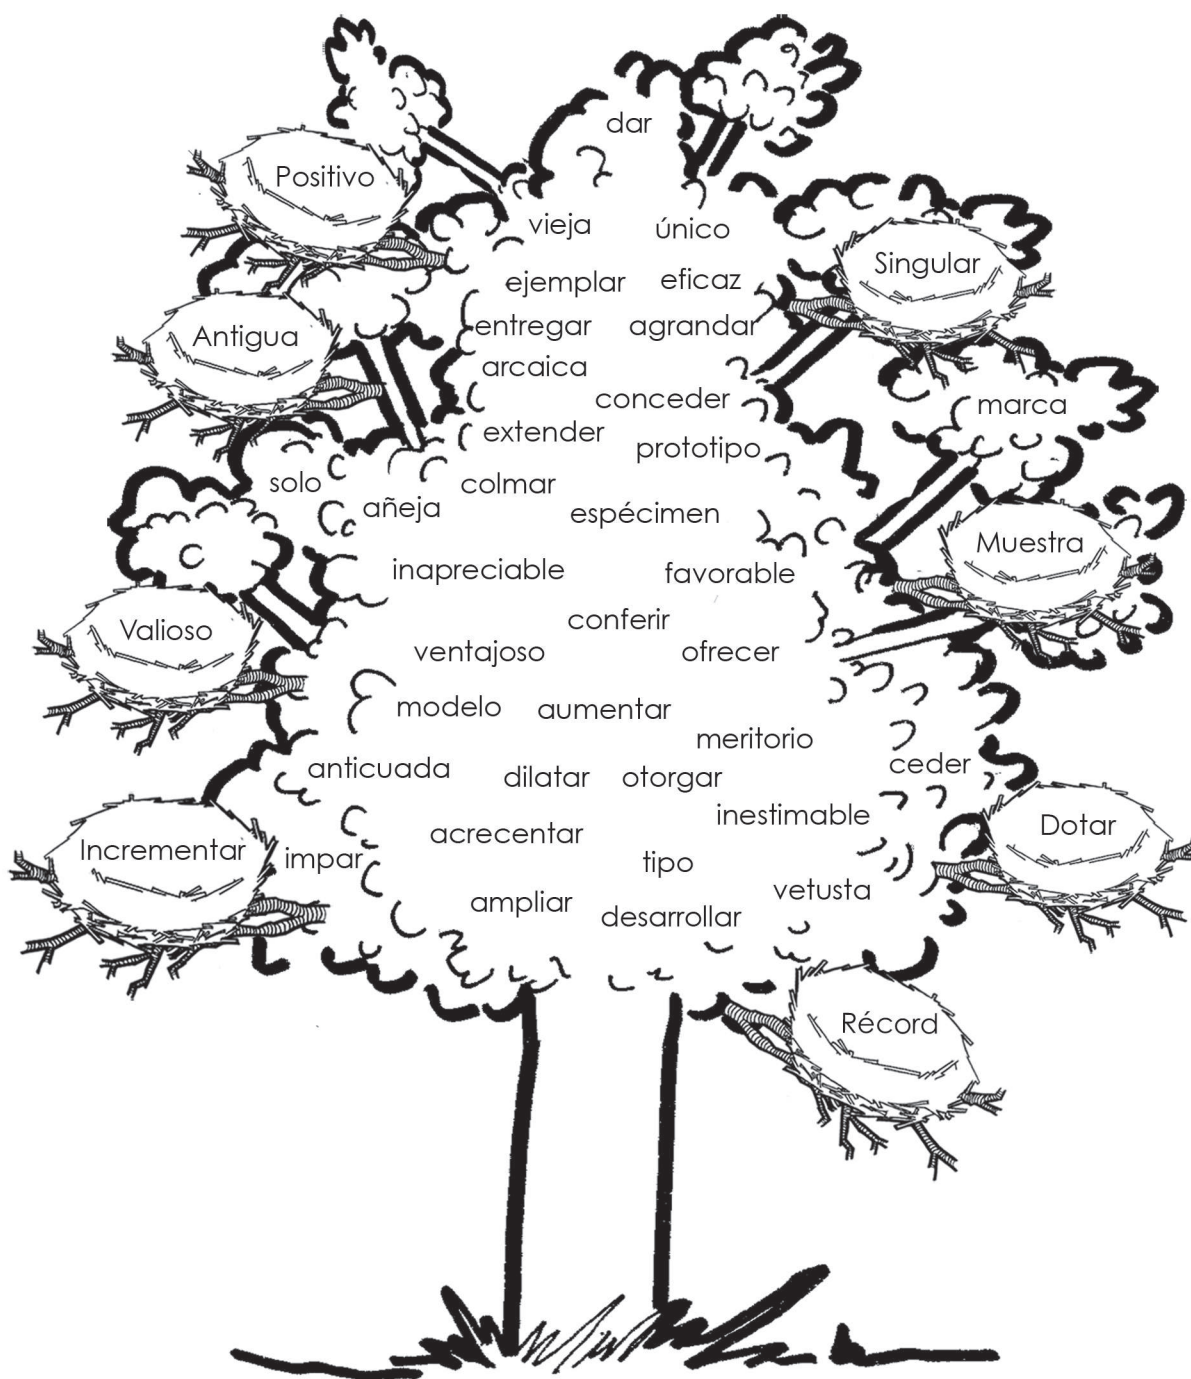 dar
Positivo
vieja
único
Singular
ejemplar
eficaz
entregar
agrandar
Antigua
arcaica
conceder
marca
extender
prototipo
solo
colmar
añeja
espécimen
Muestra
inapreciable
favorable
conferir
Valioso
ventajoso
ofrecer
modelo
aumentar
meritorio
anticuada
dilatar
otorgar
ceder
inestimable
Dotar
acrecentar
Incrementar
impar
tipo
vetusta
ampliar
desarrollar
Récord